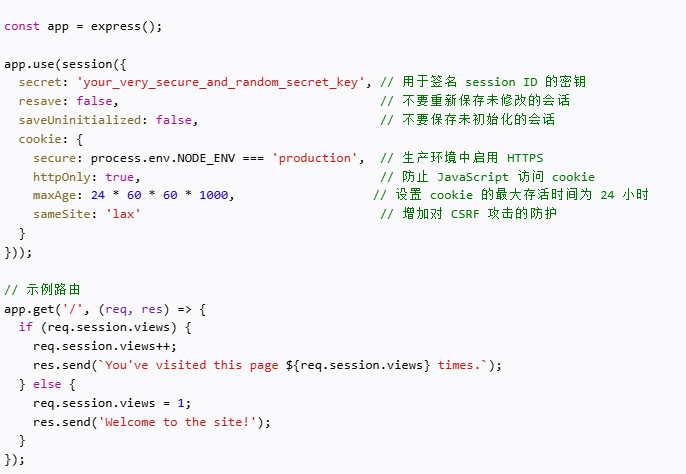 const app = express();
app.use(session({
  secret: 'your_very_secure_and_random_secret_key', // 用于签名 session ID 的密钥
  resave: false,                                    // 不要重新保存未修改的会话
  saveUninitialized: false,                         // 不要保存未初始化的会话
  cookie: {
    secure: process.env.NODE_ENV === 'production',  // 生产环境中启用 HTTPS
    httpOnly: true,                                 // 防止 JavaScript 访问 cookie
    maxAge: 24 * 60 * 60 * 1000,                   // 设置 cookie 的最大存活时间为 24 小时
    sameSite: 'lax'                                 // 增加对 CSRF 攻击的防护
  }
}));
// 示例路由
app.get('/', (req, res) => {
  if (req.session.views) {
    req.session.views++;
    res.send(`You've visited this page ${req.session.views} times.`);
  } else {
    req.session.views = 1;
    res.send('Welcome to the site!');
  }
});